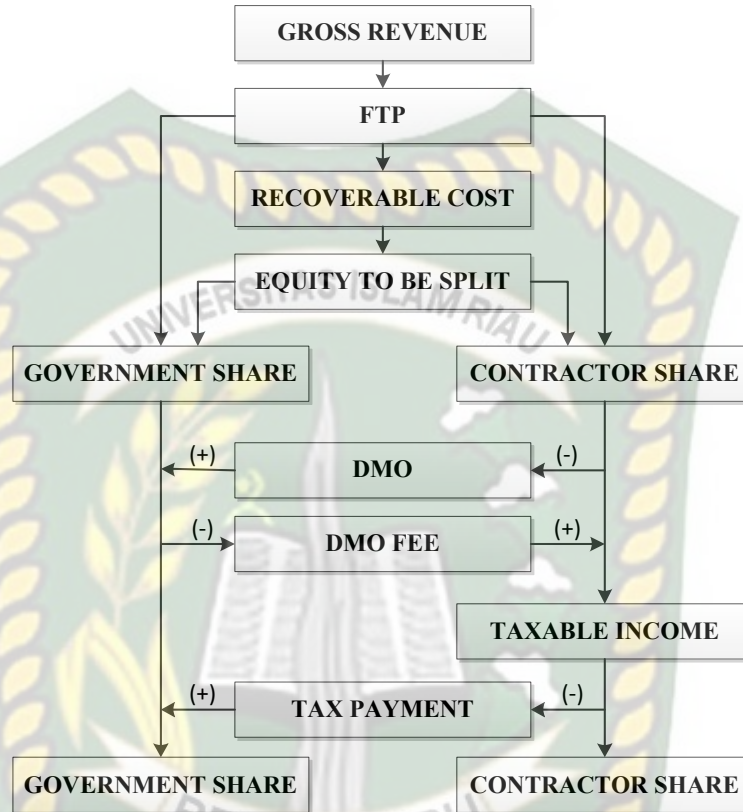 GROSS REVENUE
FTP
RECOVERABLE COST
EQUITY TO BE SPLIT
UNIVERSITAS ISLAM RIAU
GOVERNMENT SHARE
CONTRACTOR SHARE
(+)
DMO
(-)
(-)
DMO FEE
(+)
TAXABLE INCOME
(+)
TAX PAYMENT
(-)
GOVERNMENT SHARE
CONTRACTOR SHARE